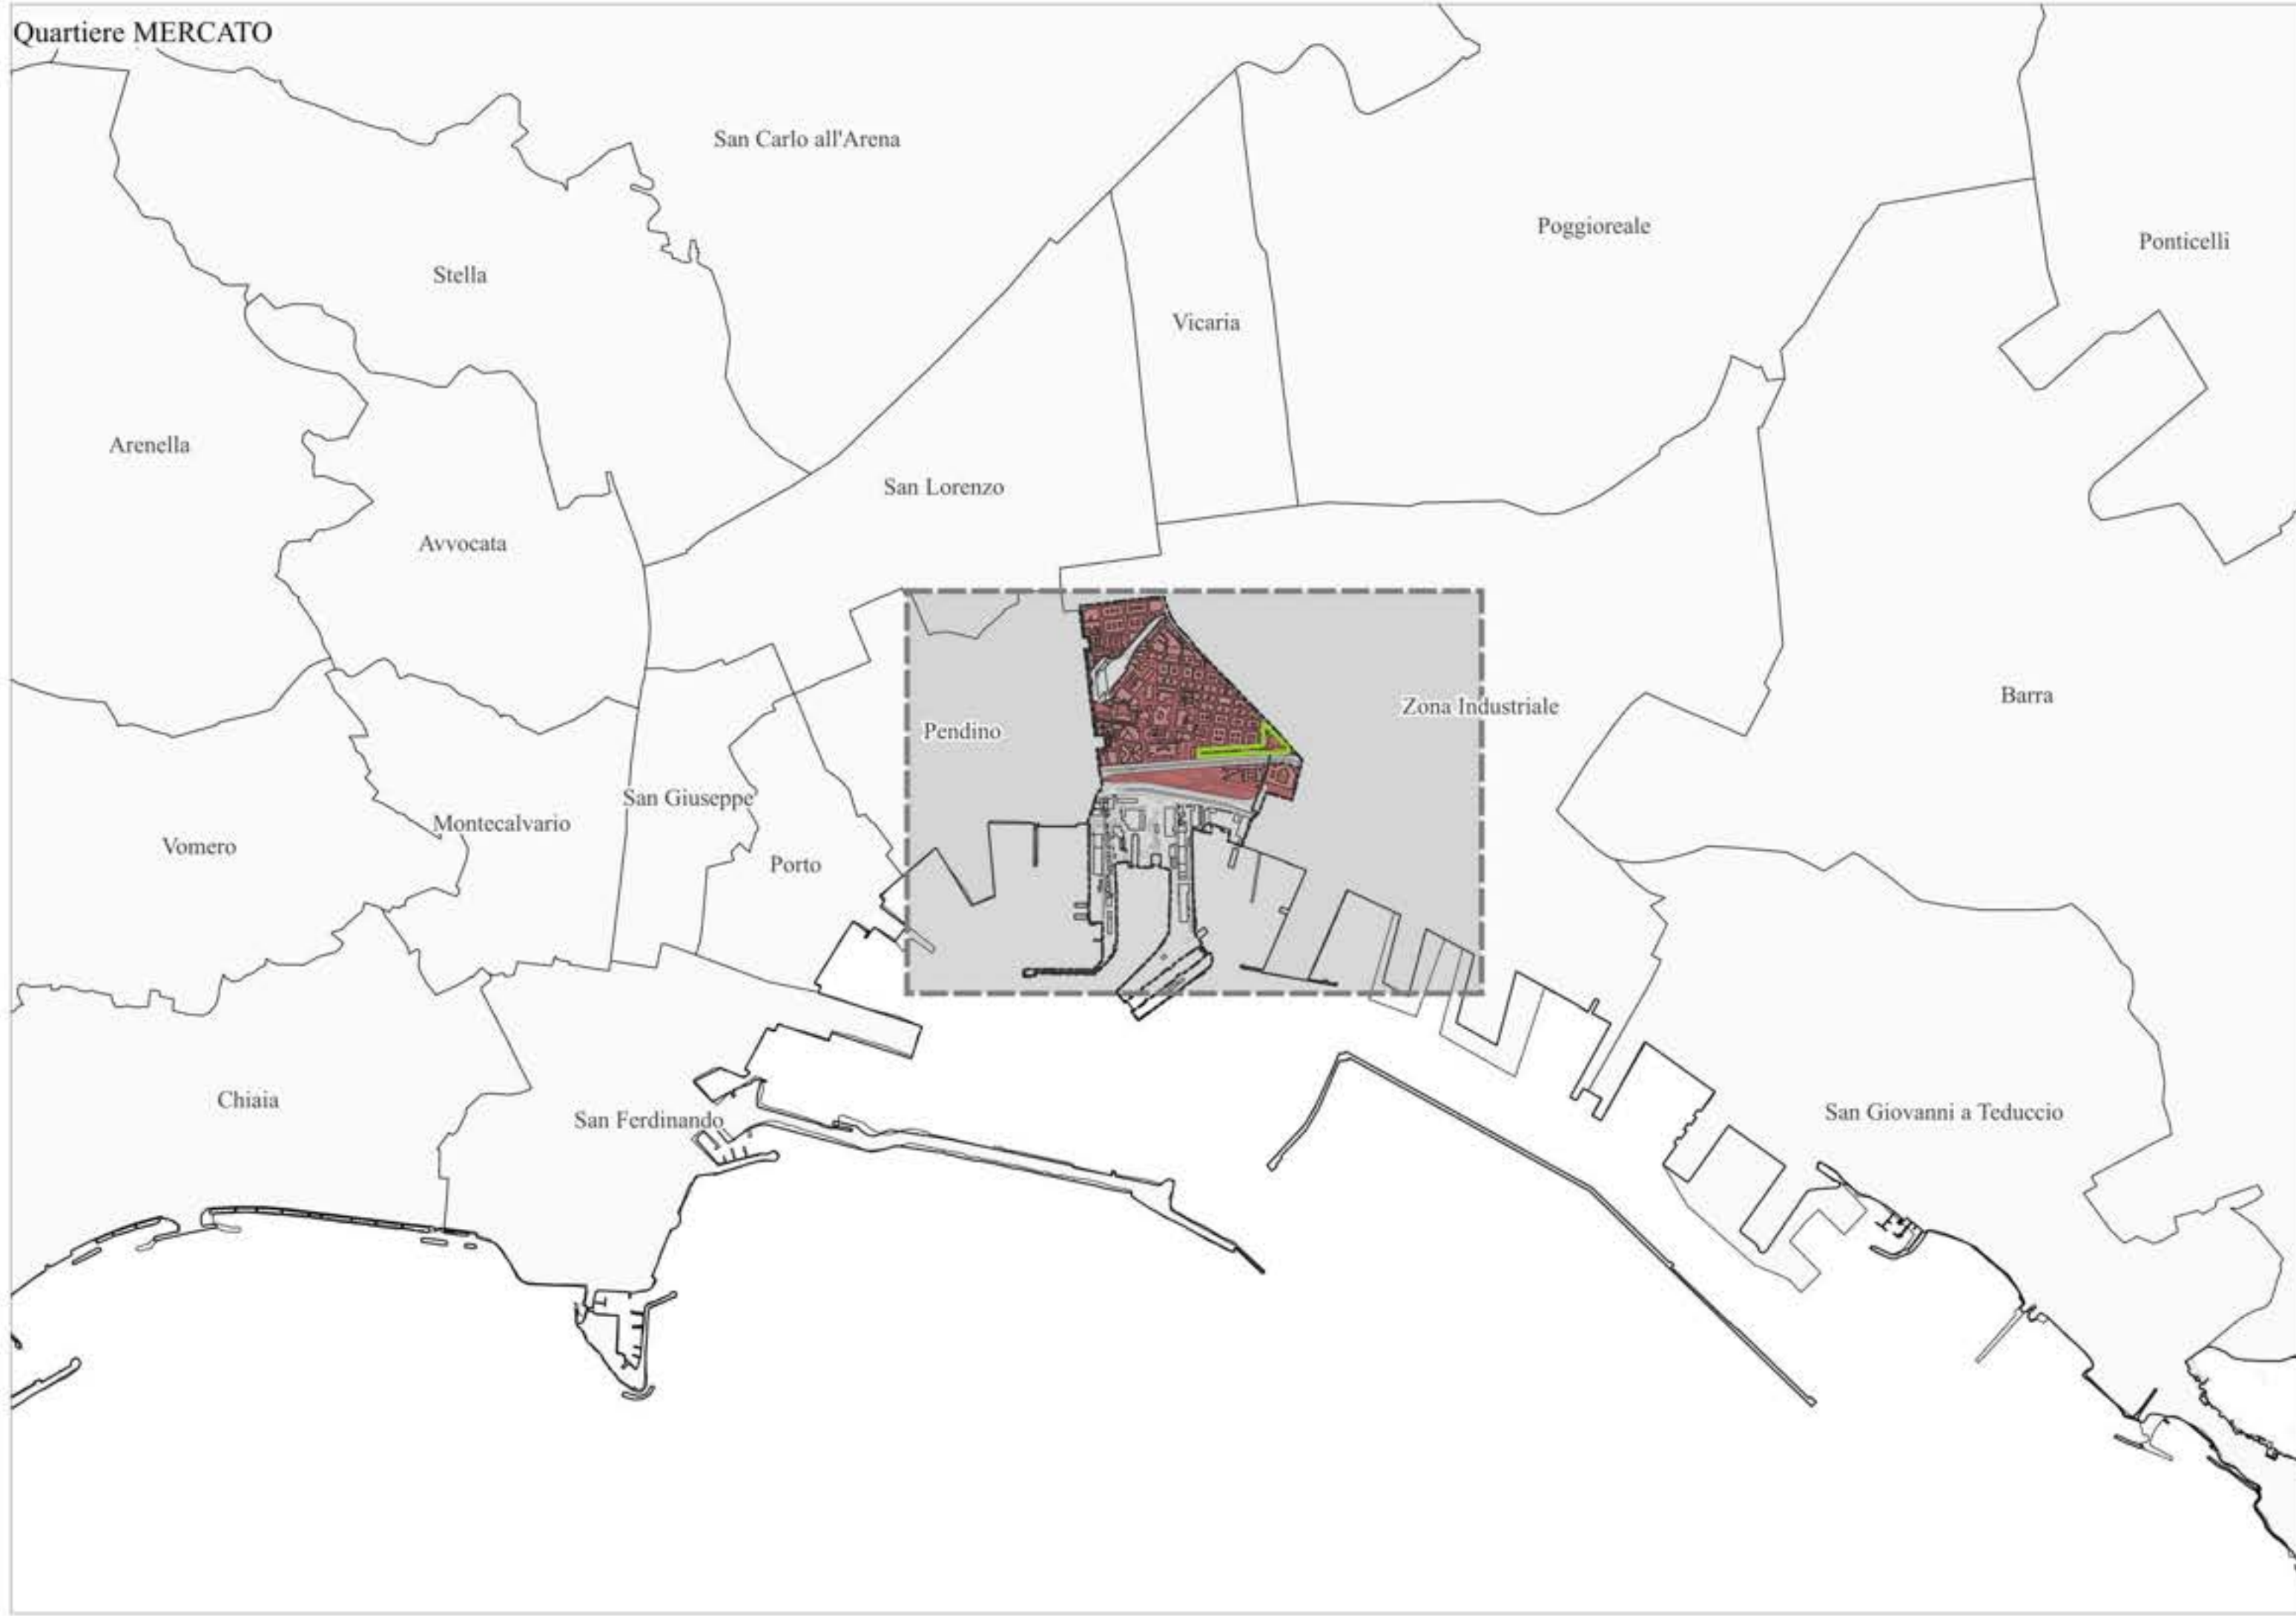 Quartiere MERCATO
San Carlo all'Arena
Poggioreale
Ponticelli
Stella
Vicaria
Arenella
San Lorenzo
Avvocata
Barra
Zona Industriale
Pendino
San Giuseppe
Montecalvario
Vomero
Porto
Chiaia
San Ferdinando
San Giovanni a Teduccio